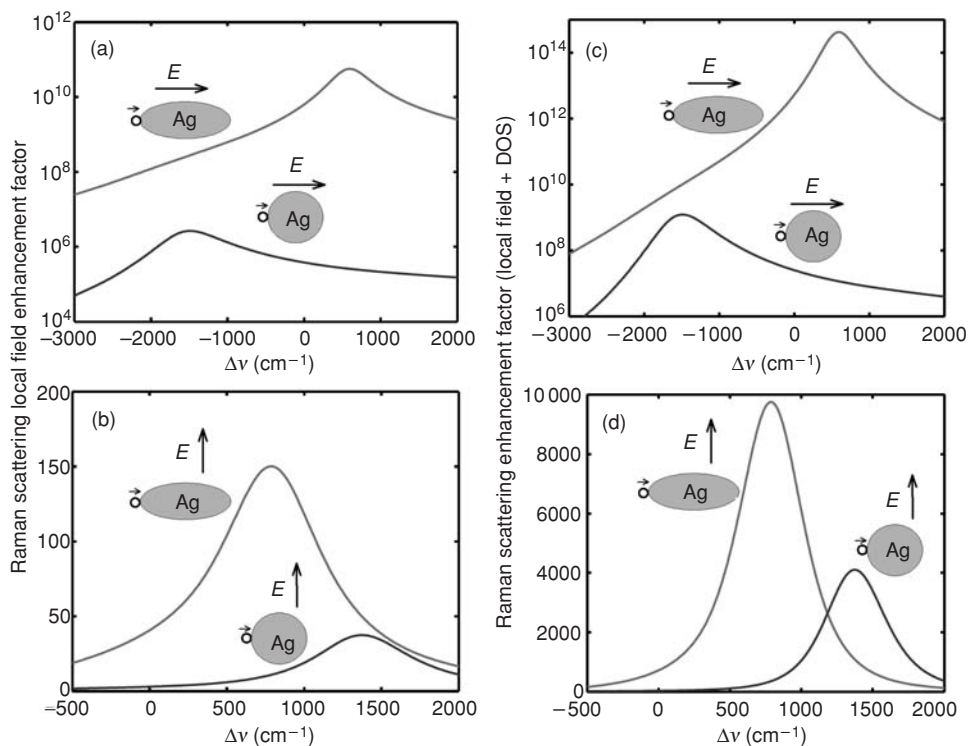 Raman scattering local field enhancement factor
(a)
10^12
10^10
10^8
10^6
10^4
E
Ag
E
Ag
−3000 −2000 −1000 0 1000 2000
Δν (cm⁻¹)
(b)
200
150
100
50
0
E
Ag
E
Ag
−500 0 500 1000 1500 2000
Δν (cm⁻¹)
Raman scattering enhancement factor (local field + DOS)
(c)
10^14
10^12
10^10
10^8
10^6
E
Ag
E
Ag
−3000 −2000 −1000 0 1000 2000
Δν (cm⁻¹)
(d)
10 000
8000
6000
4000
2000
0
E
Ag
E
Ag
−500 0 500 1000 1500 2000
Δν (cm⁻¹)